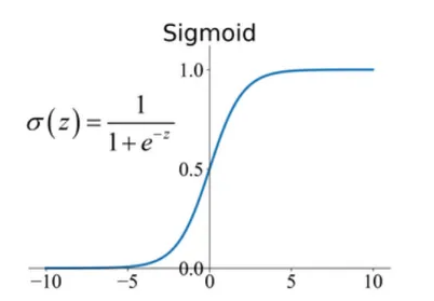 Sigmoid
1.0
σ(z) = 1 / (1 + e^{-z})
0.5
0.0
−10 −5 0 5 10